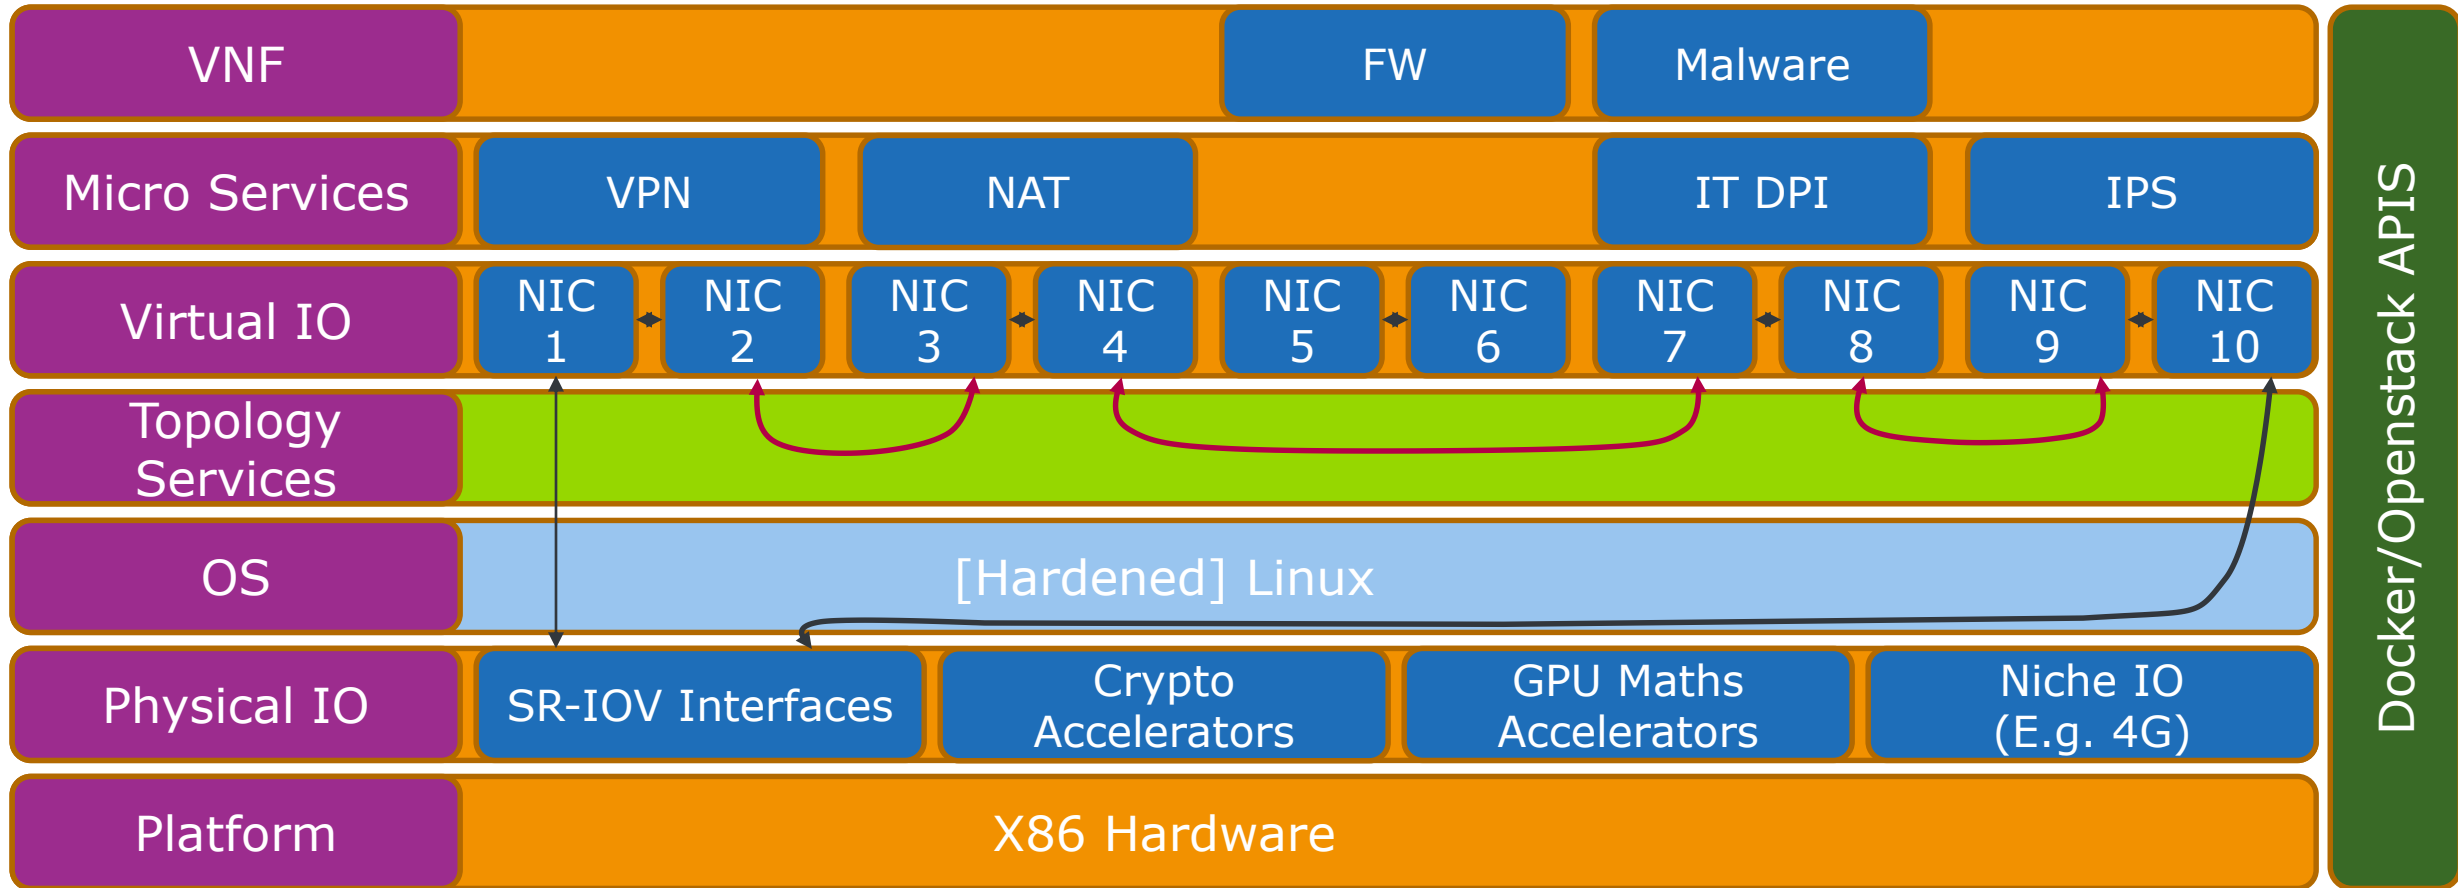 VNF
FW
Malware
Micro Services
VPN
NAT
IT DPI
IPS
Virtual IO
NIC
1
NIC
2
NIC
3
NIC
4
NIC
5
NIC
6
NIC
7
NIC
8
NIC
9
NIC
10
Topology
Services
OS
[Hardened] Linux
Physical IO
SR-IOV Interfaces
Crypto
Accelerators
GPU Maths
Accelerators
Niche IO
(E.g. 4G)
Platform
X86 Hardware
Docker/Openstack APIS